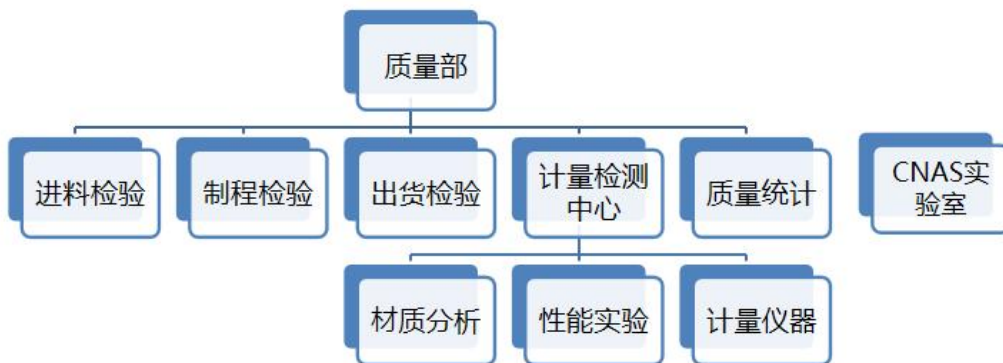 质量部
进料检验
制程检验
出货检验
计量检测
中心
质量统计
CNAS实
验室
材质分析
性能实验
计量仪器